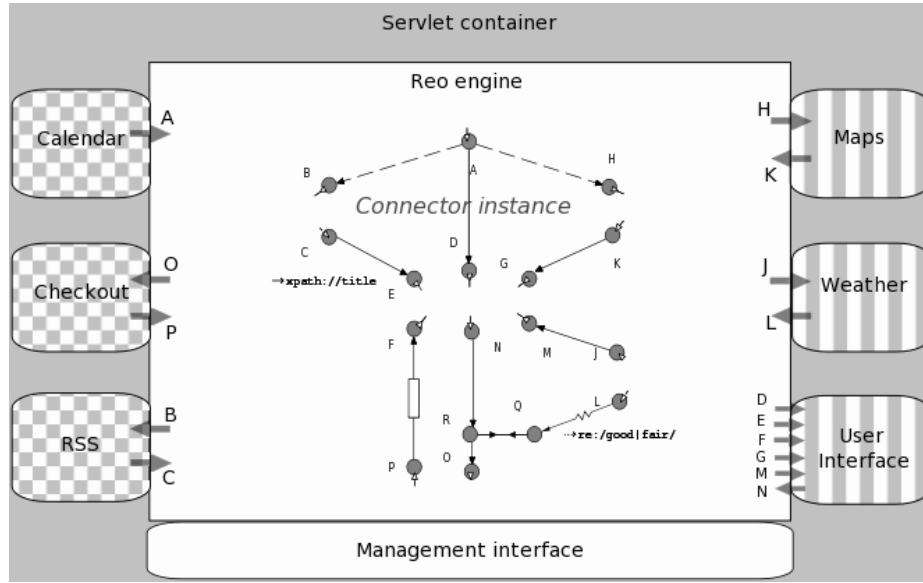 Servlet container
Reo engine
Calendar
A
Checkout
O
P
RSS
B
C
A
B
H
Connector instance
C
D
G
K
→xpath://title
E
F
N
M
J
Q
L
R
⇢re:/good|fair/
P
O
H
Maps
K
J
Weather
L
D
E
F
G
M
N
User
Interface
Management interface